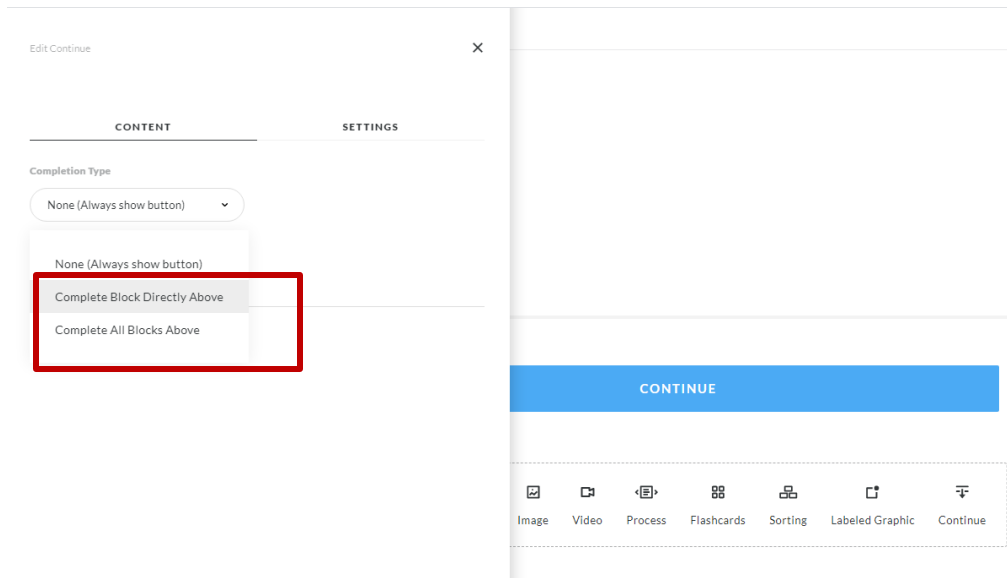 Edit Continue
CONTENT SETTINGS
Completion Type
None (Always show button)
None (Always show button)
Complete Block Directly Above
Complete All Blocks Above
CONTINUE
Image Video Process Flashcards Sorting Labeled Graphic Continue